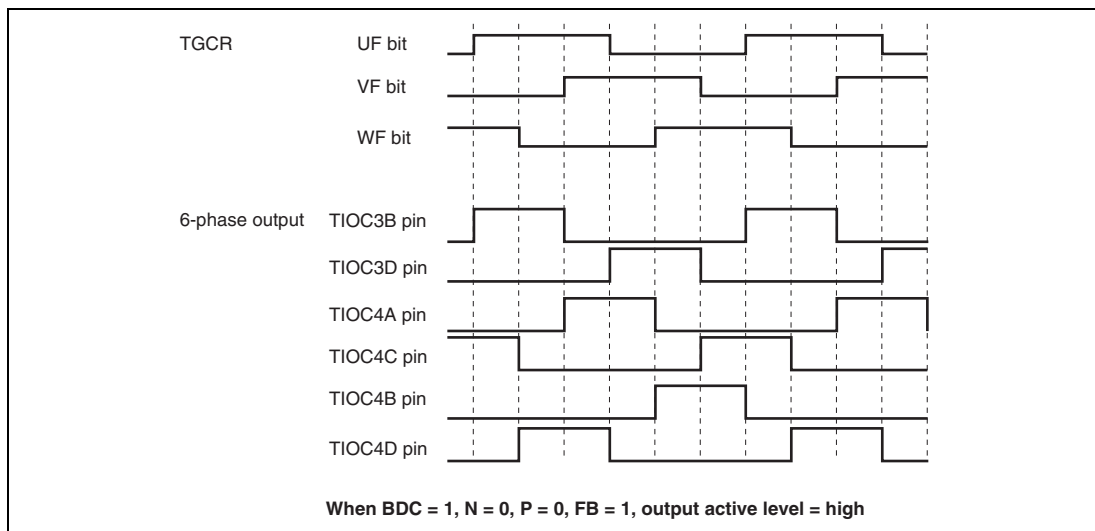 TGCR UF bit
VF bit
WF bit
6-phase output TIOC3B pin
TIOC3D pin
TIOC4A pin
TIOC4C pin
TIOC4B pin
TIOC4D pin
When BDC = 1, N = 0, P = 0, FB = 1, output active level = high